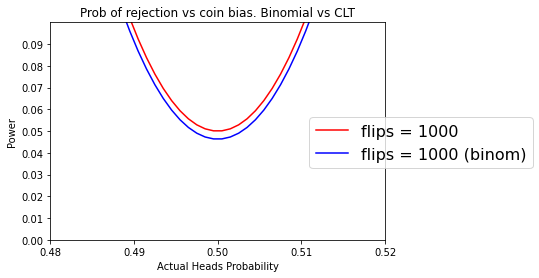 Prob of rejection vs coin bias. Binomial vs CLT
0.09
0.08
0.07
0.06
0.05
0.04
0.03
0.02
0.01
0.00
Power
0.48 0.49 0.50 0.51 0.52
Actual Heads Probability
flips = 1000
flips = 1000 (binom)